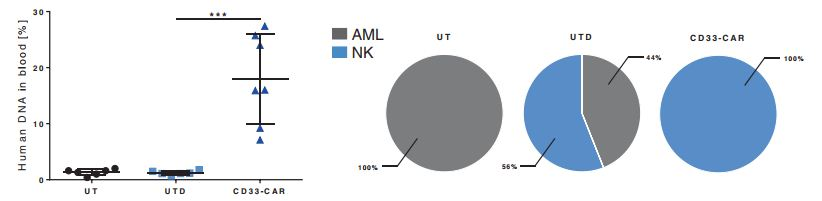 Human DNA in blood [%]
30
20
10
0
***
UT
UTD
CD33-CAR
AML
NK
UT
100%
UTD
44%
56%
CD33-CAR
100%